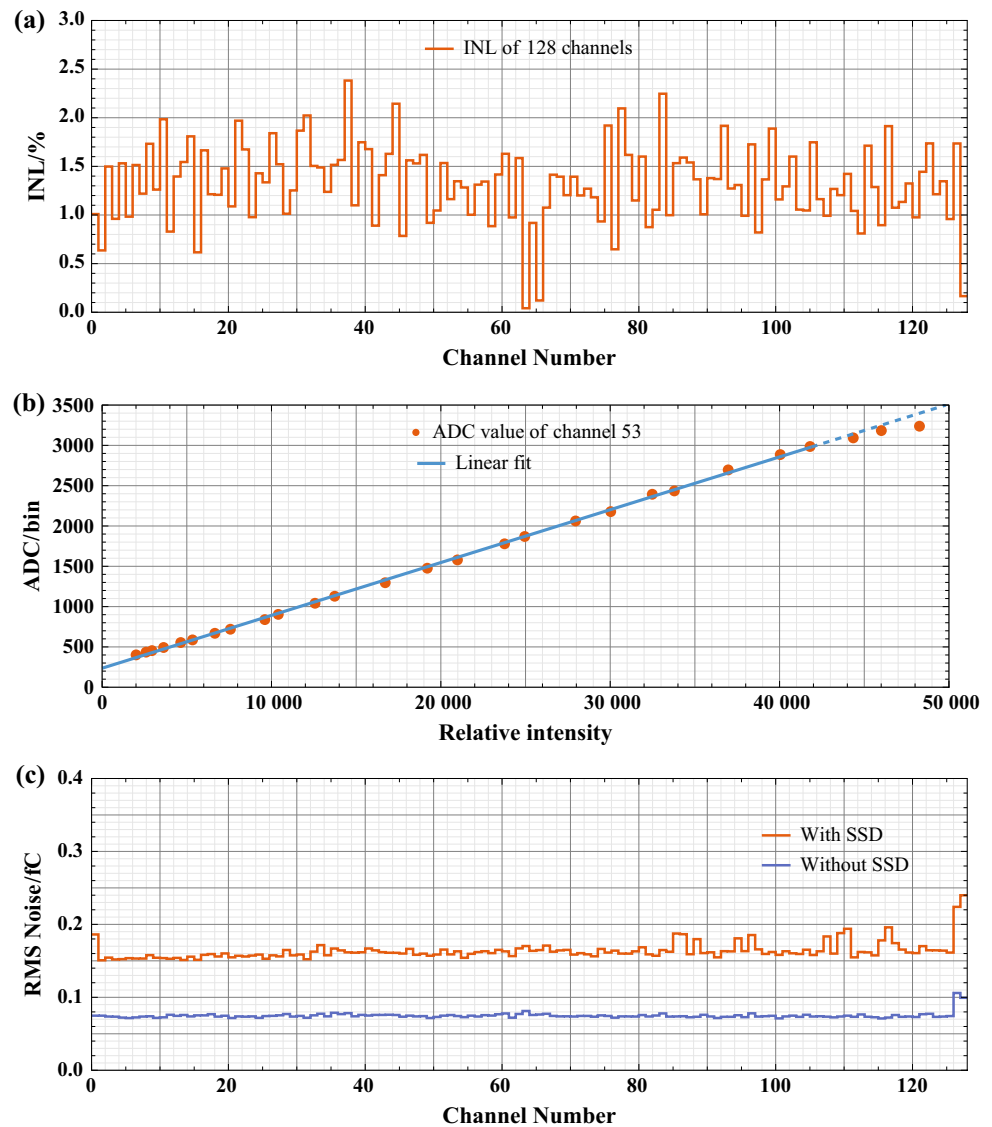 (a)
3.0
2.5
2.0
1.5
1.0
0.5
0.0
INL/%
INL of 128 channels
0 20 40 60 80 100 120
Channel Number
(b)
3500
3000
2500
2000
1500
1000
500
0
ADC/bin
ADC value of channel 53
Linear fit
0 10 000 20 000 30 000 40 000 50 000
Relative intensity
(c)
0.4
0.3
0.2
0.1
0.0
RMS Noise/fC
With SSD
Without SSD
0 20 40 60 80 100 120
Channel Number